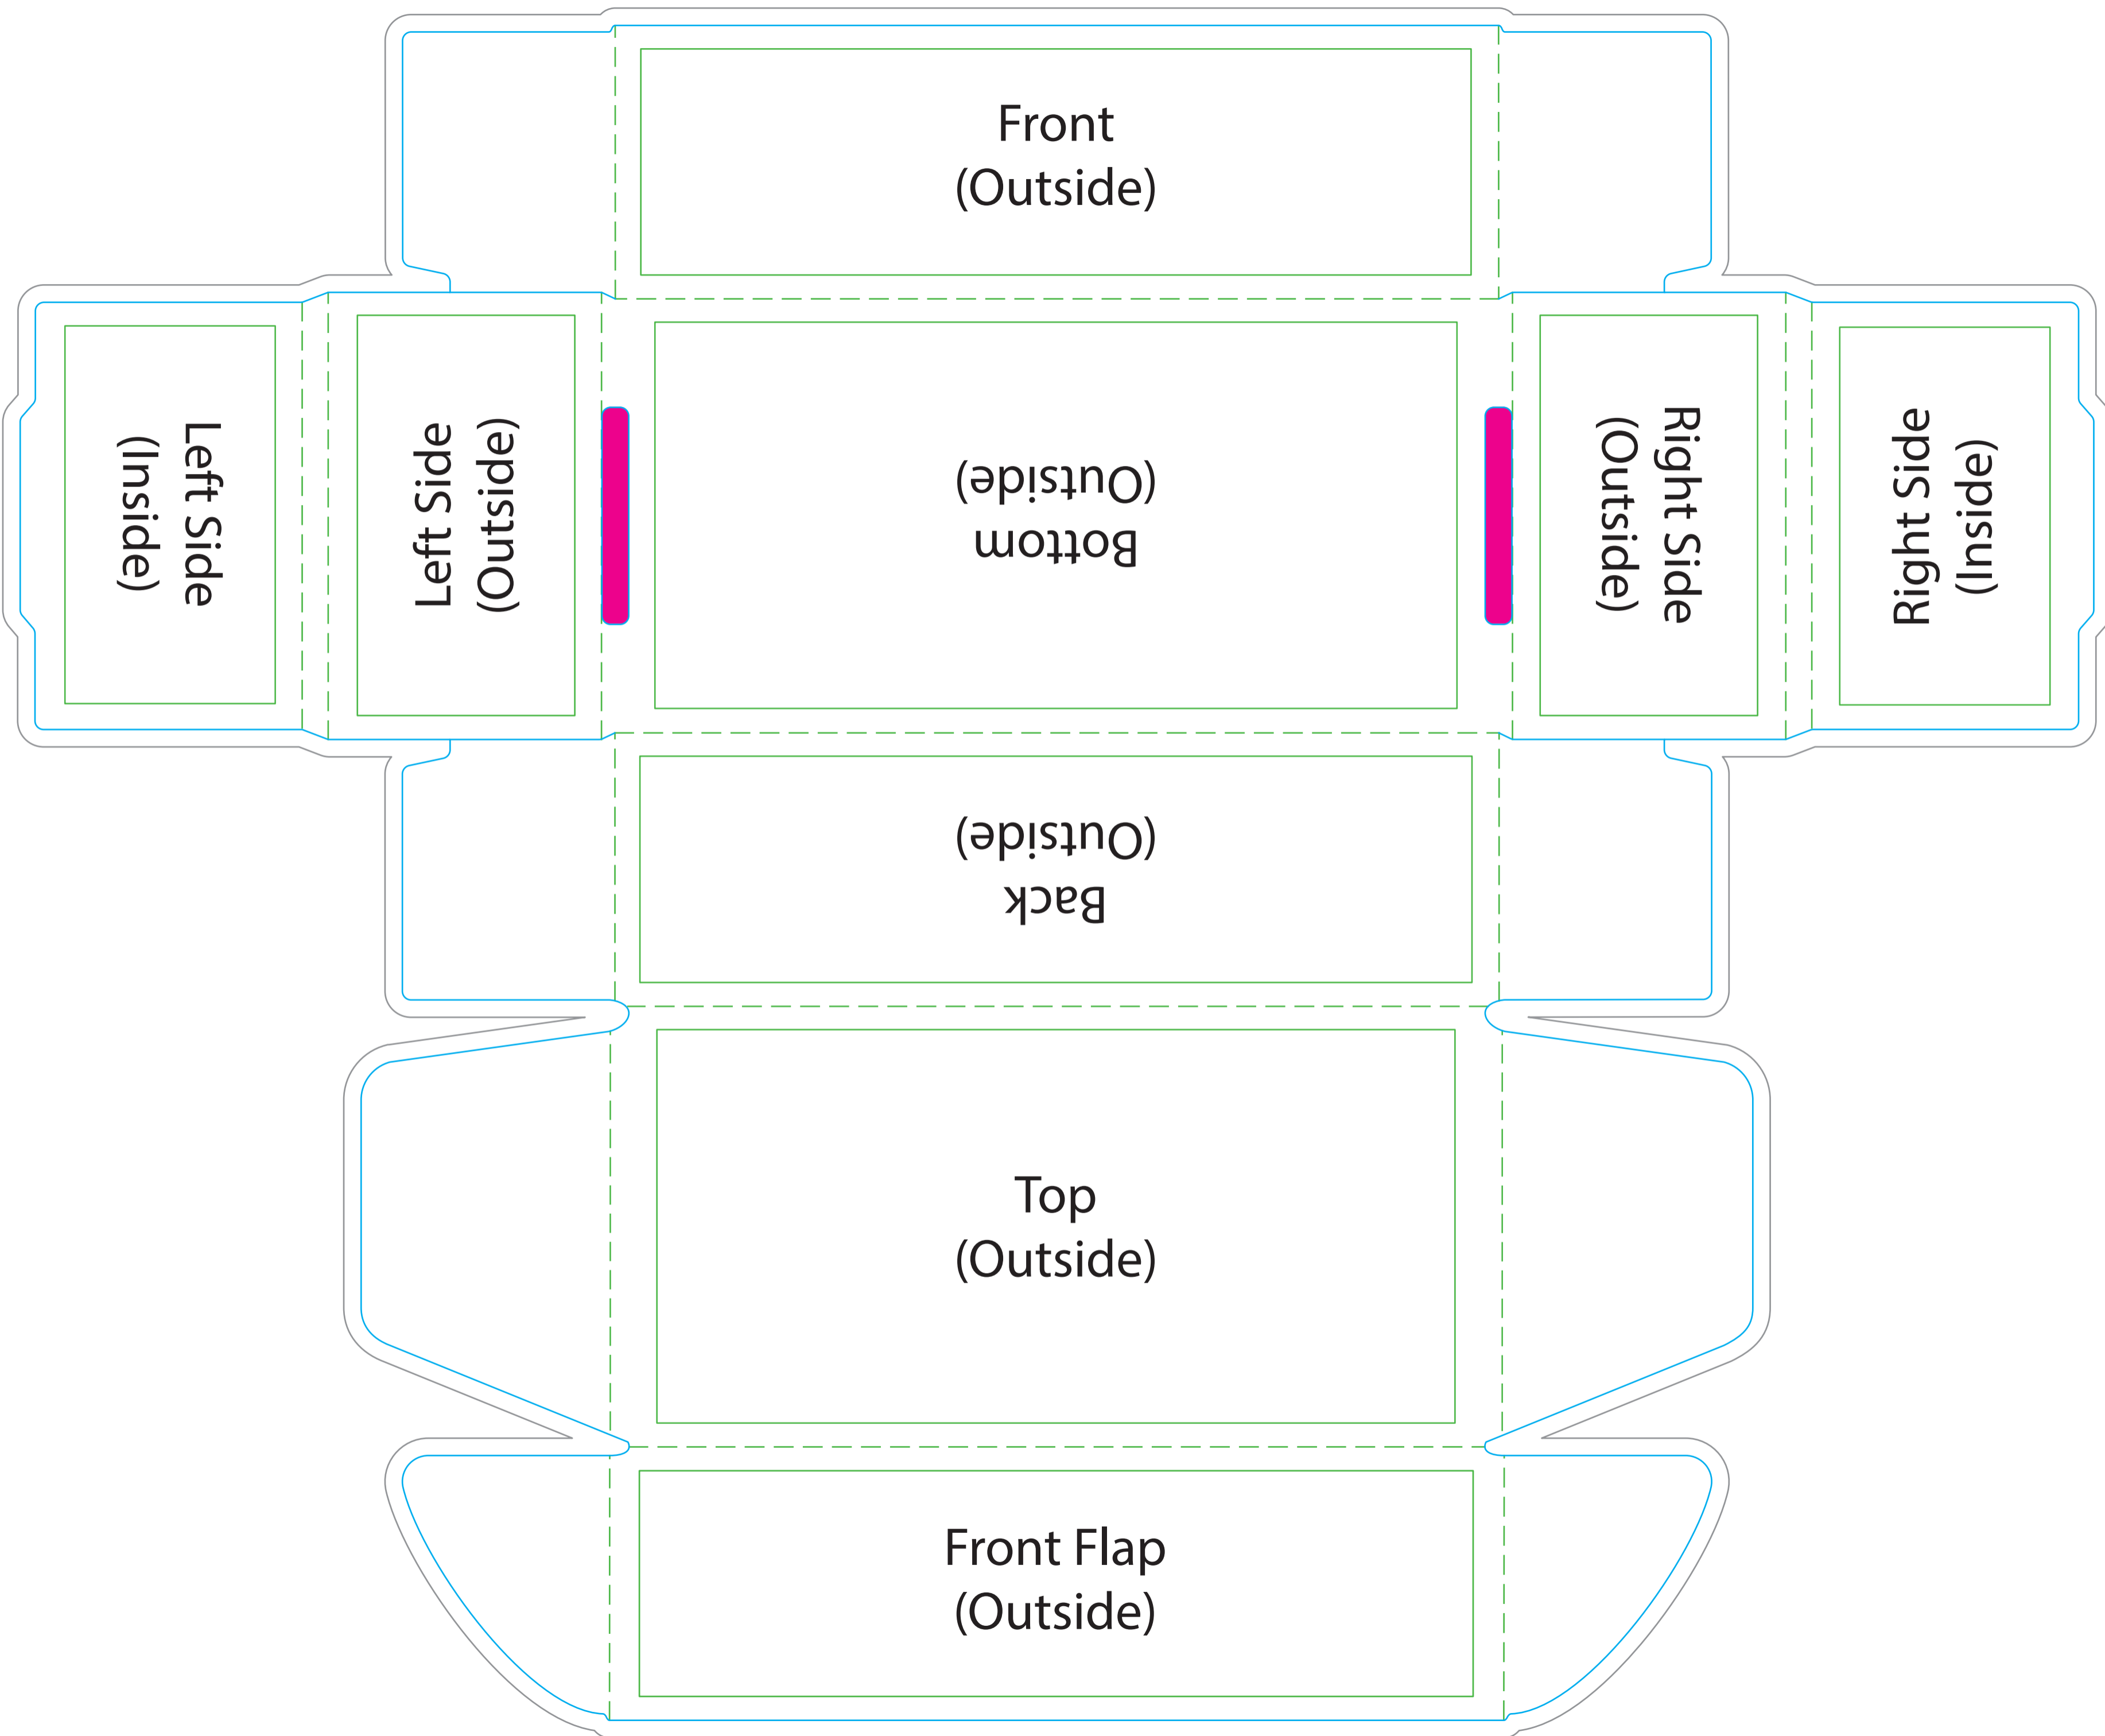 Front
(Outside)
Left Side
(Inside)
Left Side
(Outside)
Bottom
(Outside)
Right Side
(Outside)
Right Side
(Inside)
Back
(Outside)
Top
(Outside)
Front Flap
(Outside)